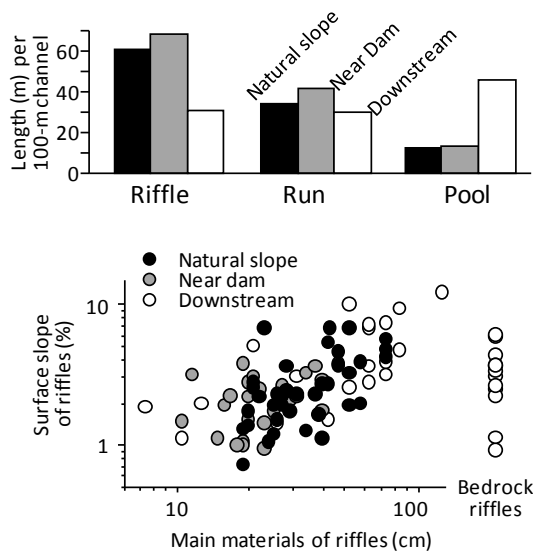 Length (m) per
100-m channel
60
40
20
0
Natural slope
Near Dam
Downstream
Riffle Run Pool
Natural slope
Near dam
Downstream
Surface slope
of riffles (%)
10
1
10 100
Bedrock
riffles
Main materials of riffles (cm)